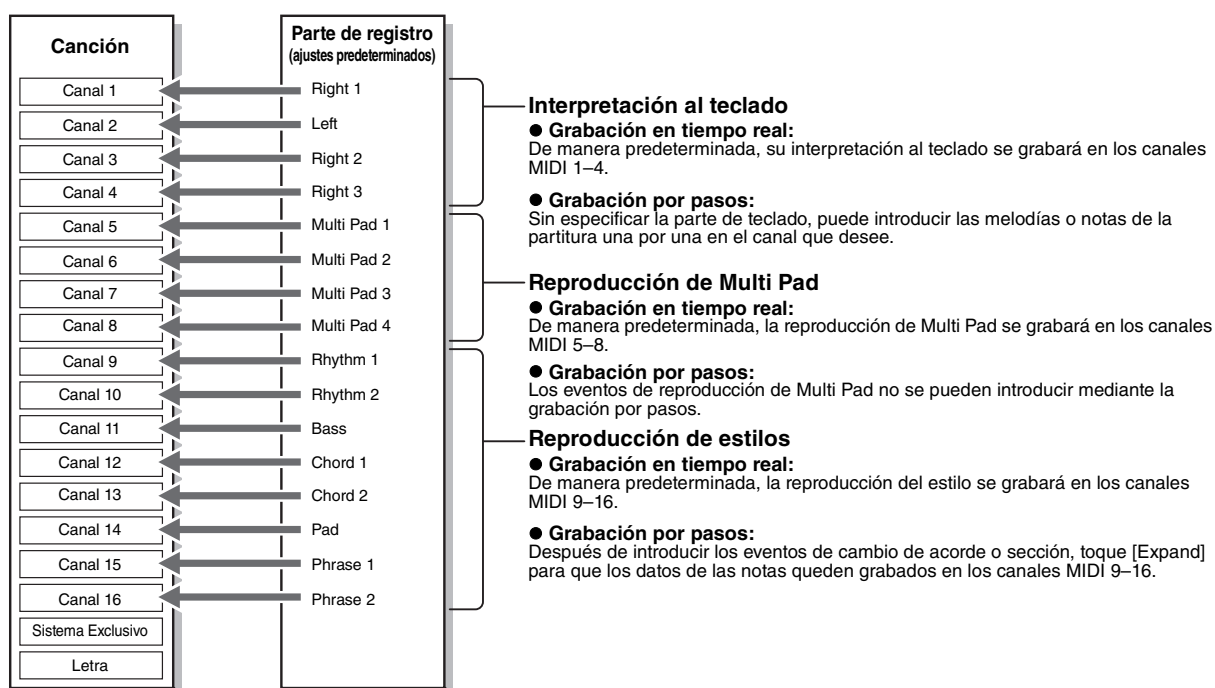 Canción
Canal 1
Canal 2
Canal 3
Canal 4
Canal 5
Canal 6
Canal 7
Canal 8
Canal 9
Canal 10
Canal 11
Canal 12
Canal 13
Canal 14
Canal 15
Canal 16
Sistema Exclusivo
Letra
Parte de registro
(ajustes predeterminados)
Right 1
Left
Right 2
Right 3
Multi Pad 1
Multi Pad 2
Multi Pad 3
Multi Pad 4
Rhythm 1
Rhythm 2
Bass
Chord 1
Chord 2
Pad
Phrase 1
Phrase 2
Interpretación al teclado
● Grabación en tiempo real:
De manera predeterminada, su interpretación al teclado se grabará en los canales
MIDI 1–4.
● Grabación por pasos:
Sin especificar la parte de teclado, puede introducir las melodías o notas de la
partitura una por una en el canal que desee.
Reproducción de Multi Pad
● Grabación en tiempo real:
De manera predeterminada, la reproducción de Multi Pad se grabará en los canales
MIDI 5–8.
● Grabación por pasos:
Los eventos de reproducción de Multi Pad no se pueden introducir mediante la
grabación por pasos.
Reproducción de estilos
● Grabación en tiempo real:
De manera predeterminada, la reproducción del estilo se grabará en los canales
MIDI 9–16.
● Grabación por pasos:
Después de introducir los eventos de cambio de acorde o sección, toque [Expand]
para que los datos de las notas queden grabados en los canales MIDI 9–16.